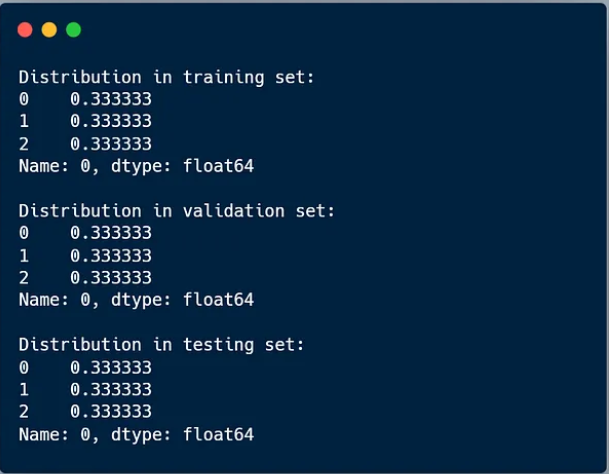 Distribution in training set:
0    0.333333
1    0.333333
2    0.333333
Name: 0, dtype: float64

Distribution in validation set:
0    0.333333
1    0.333333
2    0.333333
Name: 0, dtype: float64

Distribution in testing set:
0    0.333333
1    0.333333
2    0.333333
Name: 0, dtype: float64